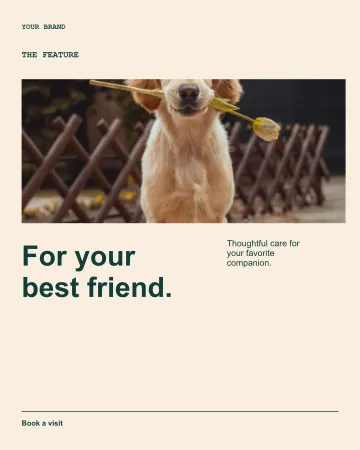 YOUR BRAND
THE FEATURE
For your
best friend.
Thoughtful care for
your favorite
companion.
Book a visit